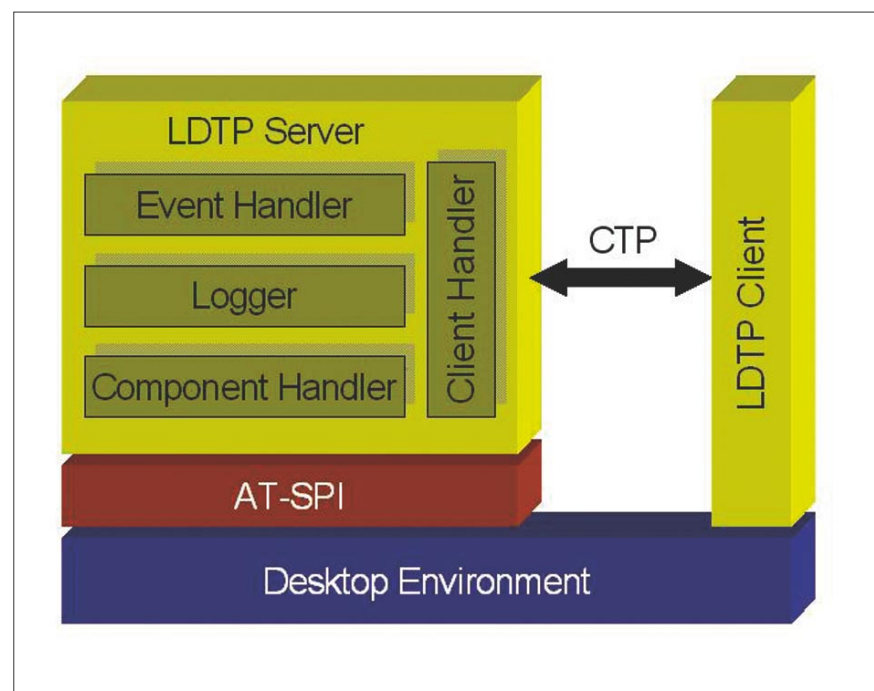 LDTP Server
Event Handler
Logger
Component Handler
Client Handler
CTP
LDTP Client
AT-SPI
Desktop Environment